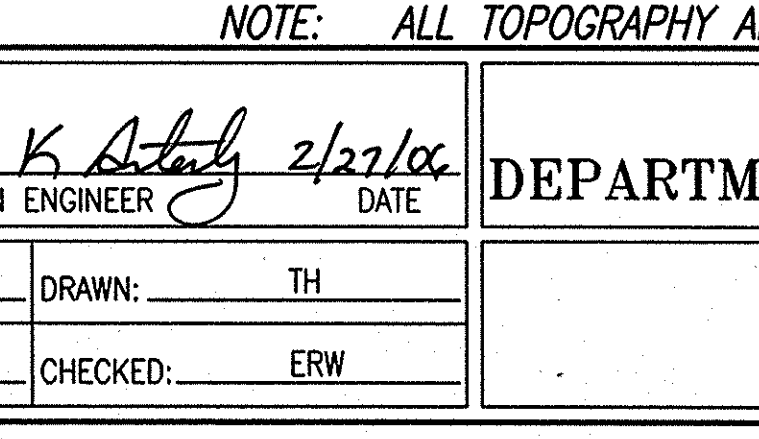 NOTE: ALL TOPOGRAPHY
K 2/27/06
ENGINEER DATE
DEPARTM
DRAWN: TH
CHECKED: ERW